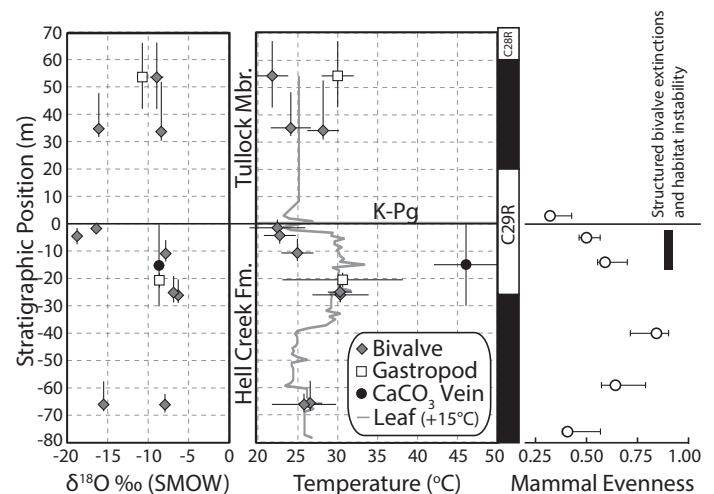 Stratigraphic Position (m)
70
60
50
40
30
20
10
0
-10
-20
-30
-40
-50
-60
-70
-80
-20
-15
-10
-5
0
δ¹⁸O ‰ (SMOW)
Tullock Mbr.
Hell Creek Fm.
K-Pg
Bivalve
Gastropod
CaCO₃ Vein
Leaf (+15°C)
20
30
40
50
Temperature (°C)
C28R
C29R
Structured bivalve extinctions
and habitat instability
0.25
0.50
0.75
1.00
Mammal Evenness